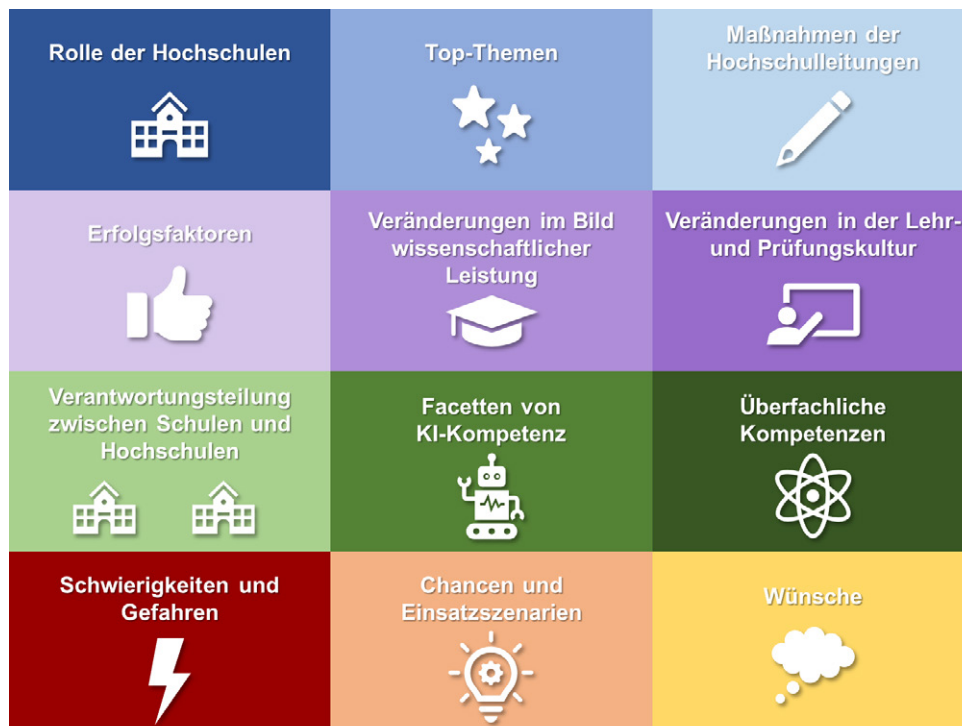 Rolle der Hochschulen
Top-Themen
Maßnahmen der
Hochschulleitungen
Erfolgsfaktoren
Veränderungen im Bild
wissenschaftlicher
Leistung
Veränderungen in der Lehr-
und Prüfungskultur
Verantwortungsteilung
zwischen Schulen und
Hochschulen
Facetten von
KI-Kompetenz
Überfachliche
Kompetenzen
Schwierigkeiten und
Gefahren
Chancen und
Einsatzszenarien
Wünsche